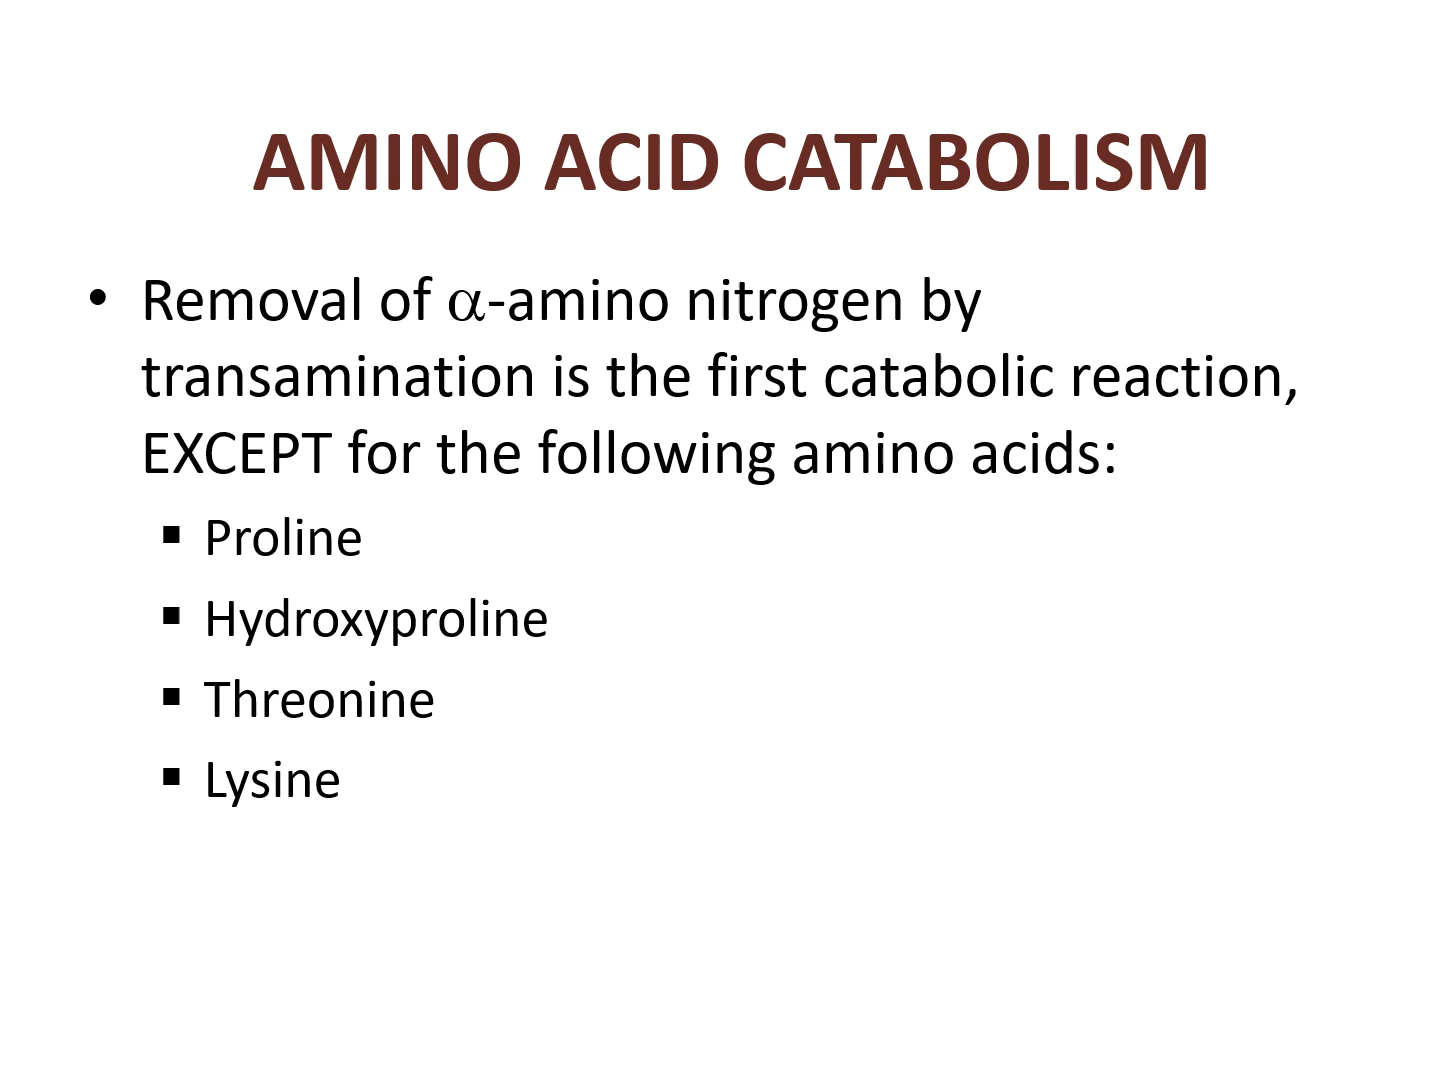 AMINO ACID CATABOLISM
• Removal of α-amino nitrogen by
transamination is the first catabolic reaction,
EXCEPT for the following amino acids:
▪ Proline
▪ Hydroxyproline
▪ Threonine
▪ Lysine